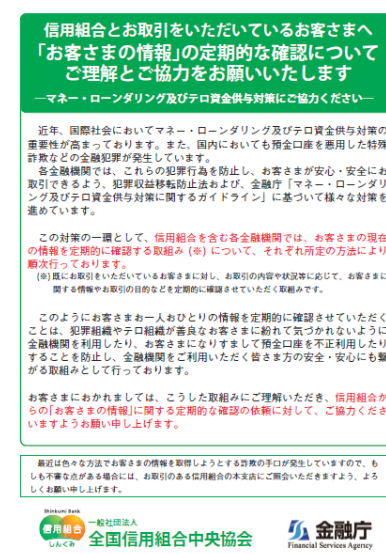 信用組合とお取引をいただいているお客さまへ
「お客さまの情報」の定期的な確認について
ご理解とご協力をお願いいたします
―マネー・ローンダリング及びテロ資金供与対策にご協力ください―
近年、国際社会においてマネー・ローンダリング及びテロ資金供与対策の
重要性が高まっております。また、国内においても預金口座を悪用した特殊
詐欺などの金融犯罪が発生しています。
各金融機関では、これらの犯罪行為を防止し、お客さまが安心・安全にお
取引できるよう、犯罪収益移転防止法および、金融庁「マネー・ローンダリ
ング及びテロ資金供与対策に関するガイドライン」に基づいて様々な対策を
進めています。
この対策の一環として、信用組合を含む各金融機関では、お客さまの現在
の情報を定期的に確認する取組み（※）について、それぞれ所定の方法により
順次行っております。
（※）既にお取引をいただいているお客さまに対し、お取引の内容や状況等に応じて、お客さまに
関する情報やお取引の目的などを定期的に確認させていただく取組みです。
このようにお客さまお一人おひとりの情報を定期的に確認させていただく
ことは、犯罪組織やテロ組織が善良なお客さまに紛れて気づかれないように
金融機関を利用したり、お客さまになりすまして預金口座を不正利用したり
することを防止し、金融機関をご利用いただく皆さま方の安全・安心にも繋
がる取組みとして行っております。
お客さまにおかれましては、こうした取組みにご理解いただき、信用組合か
らの「お客さまの情報」に関する定期的な確認の依頼に対して、ご協力くださ
いますようお願い申し上げます。
最近は色々な方法でお客さまの情報を取得しようとする詐欺の手口が発生していますので、も
しも不審な点がある場合には、お取引のある信用組合の本支店にご照会いただきますよう、よろ
しくお願い申し上げます。
Shinkumi Bank
信用組合
しんくみ
一般社団法人
全国信用組合中央協会
金融庁
Financial Services Agency